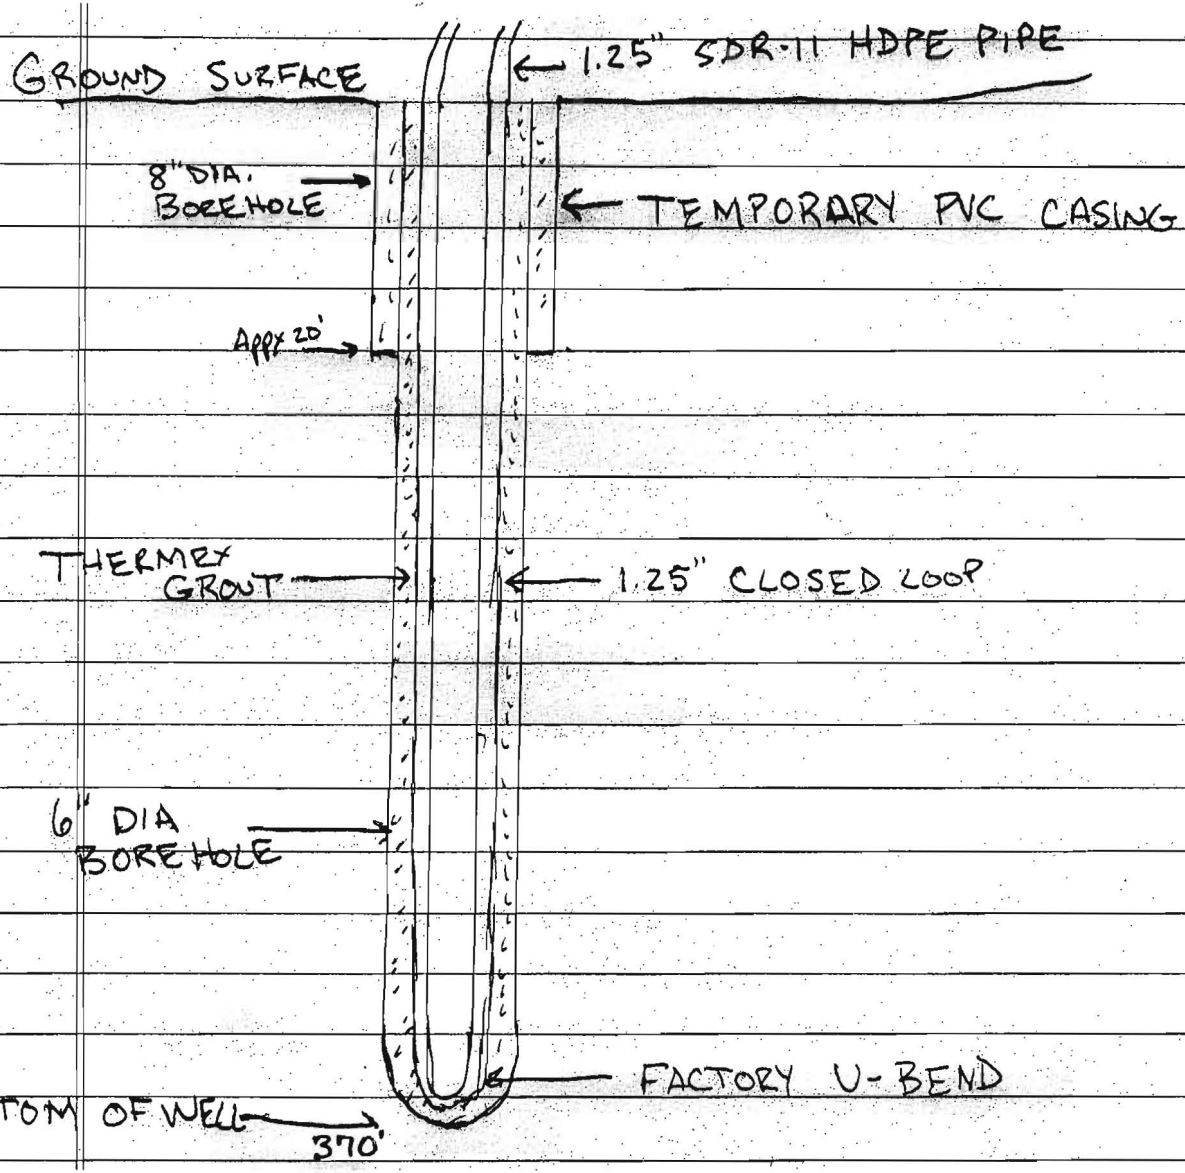 1.25" SDR-11 HDPE PIPE
GROUND SURFACE
8" DIA.
BOREHOLE
TEMPORARY PVC CASING
Appx 20'
THERMEX
GROUT
1.25" CLOSED LOOP
6" DIA
BOREHOLE
FACTORY U-BEND
TOM OF WELL
370'